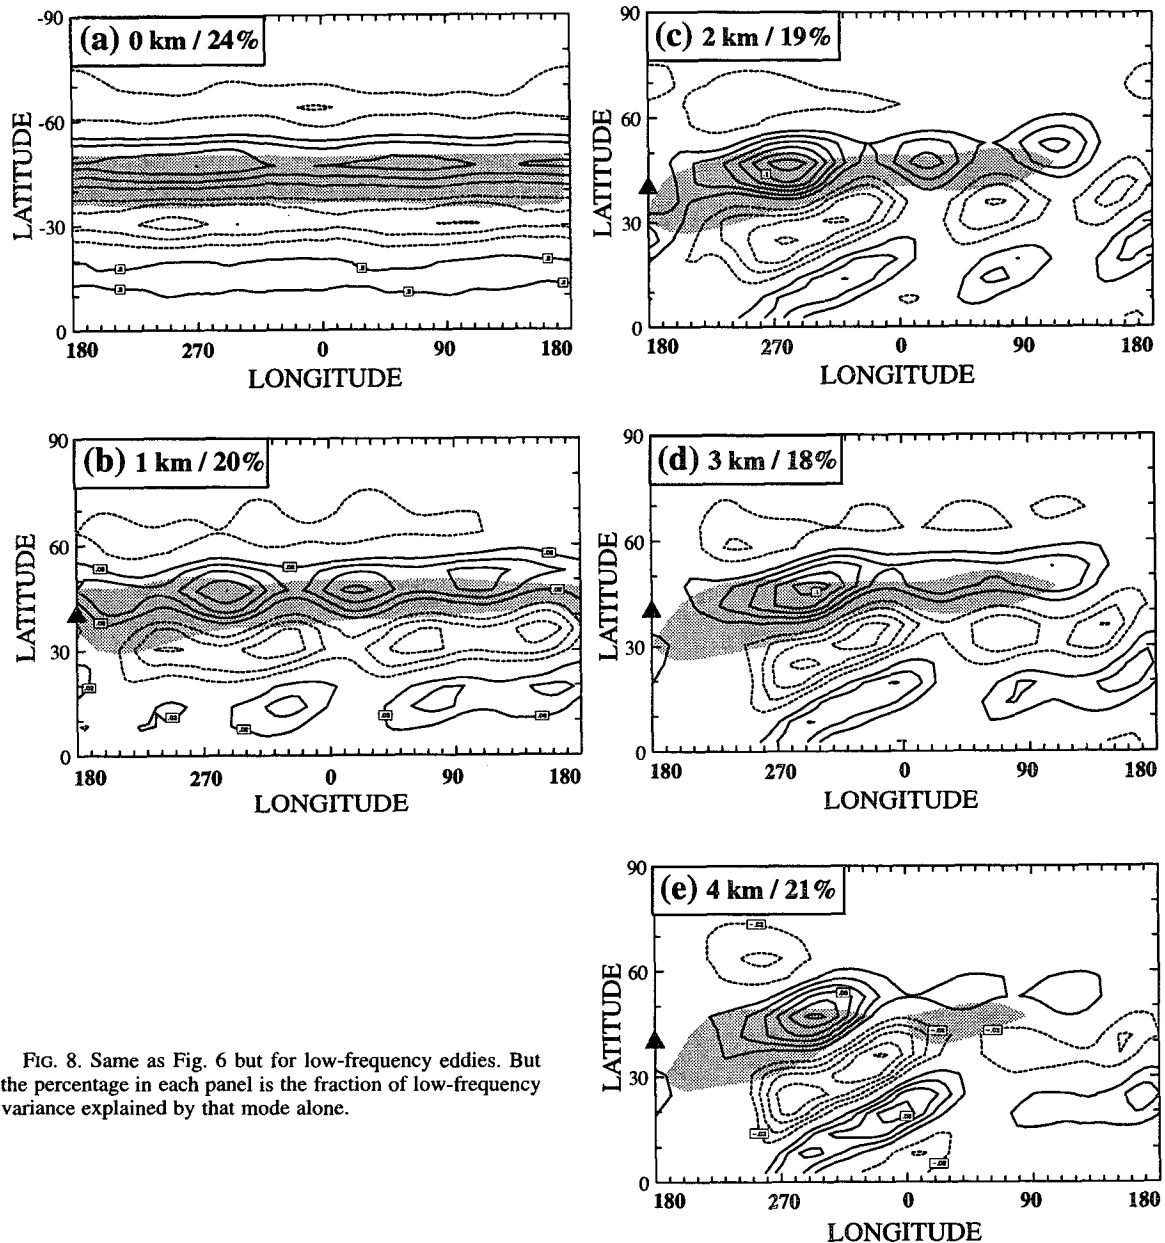 (a) 0 km / 24%
-90
-60
-30
0
LATITUDE
180 270 0 90 180
LONGITUDE
(b) 1 km / 20%
90
60
30
0
LATITUDE
180 270 0 90 180
LONGITUDE
(c) 2 km / 19%
90
60
30
0
LATITUDE
180 270 0 90 180
LONGITUDE
(d) 3 km / 18%
90
60
30
0
LATITUDE
180 270 0 90 180
LONGITUDE
(e) 4 km / 21%
90
60
30
0
LATITUDE
180 270 0 90 180
LONGITUDE
FIG. 8. Same as Fig. 6 but for low-frequency eddies. But
the percentage in each panel is the fraction of low-frequency
variance explained by that mode alone.